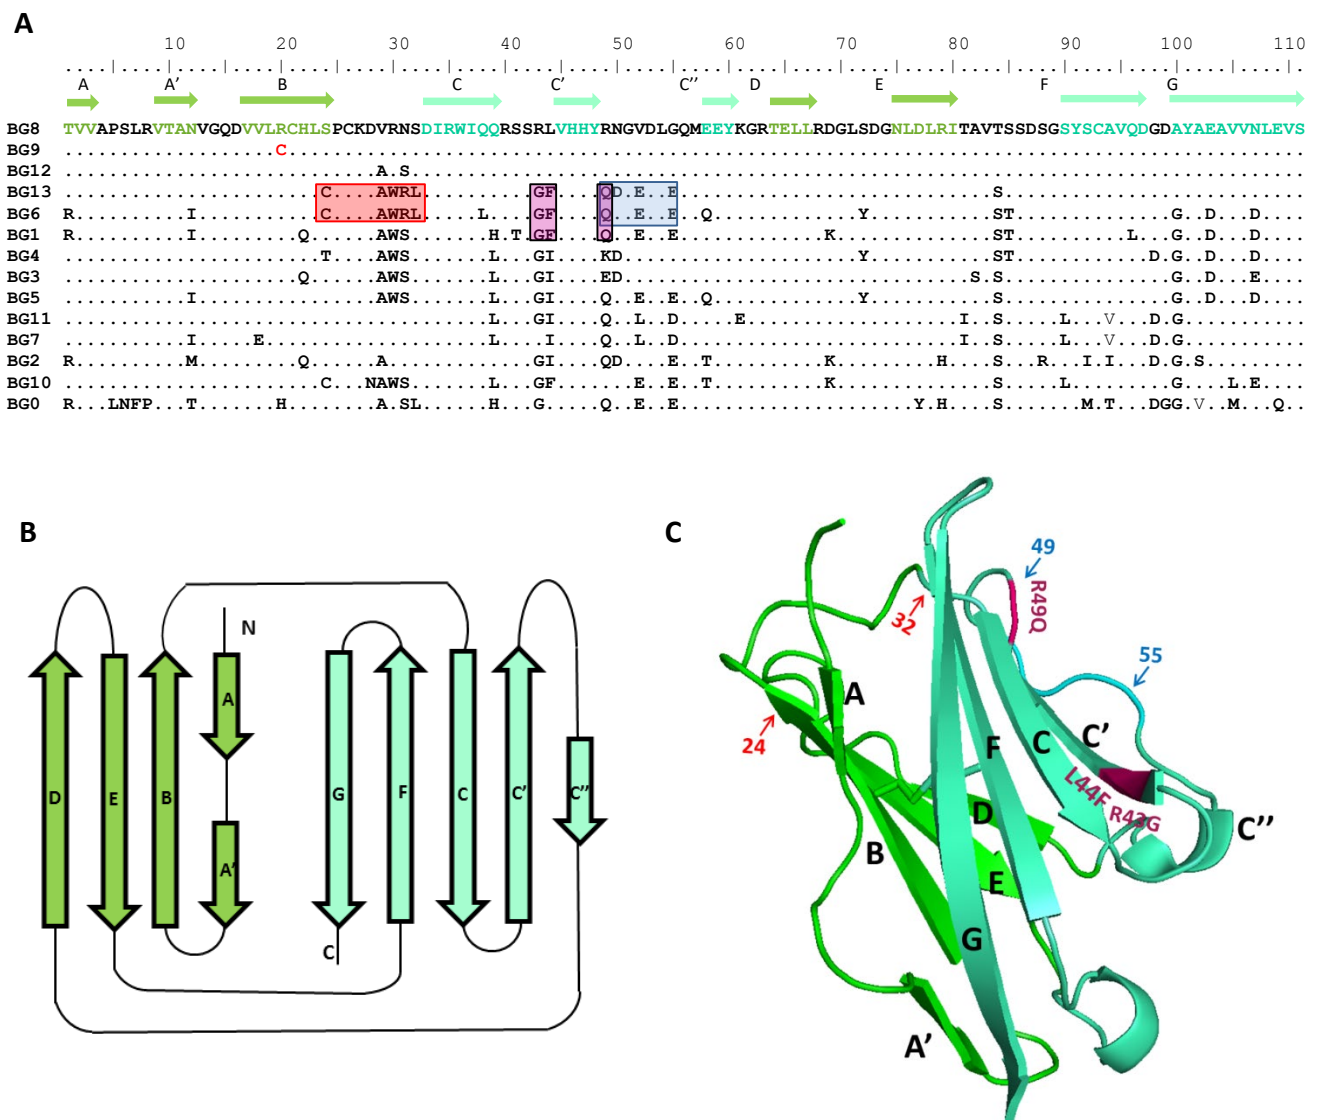 A
10 20 30 40 50 60 70 80 90 100 110
A A' B C C' C'' D E F G
BG8 TVVAPSLRVTANVGQDVVLRCHLSPCKDVRNSDIRWIQQRSSRLVHHYRNGVDLGQMEEYKGRTELLRDGLSDGNLDLRITAVTSSDSGSYSCAVQDGDAYAEAVVNLEVS
BG9 ...................C...........................................................................................
BG12 ............................A.S................................................................................
BG13 .......................C....AWRL..........GF....QD.E..E............................S...........................
BG6 R..........I...........C....AWRL.....L....GF....Q..E..E..Q.............Y...........ST..............G..D...D....
BG1 R..........I.........Q......AWS.......H.T.GF....Q..E..E.............K..............ST..........L...G..D...D....
BG4 .......................T....AWS.......L...GI....KD.....................Y...........ST............D.G..D...D....
BG3 .....................Q......AWS.......L...GI....ED...............................S.S...............G..D...E....
BG5 ...........I................AWS.......L...GI....Q..E..E..Q.............Y...........S...............G..D...D....
BG11 ......................................L...GI....Q..L..D.....E...................I..S.....L...V...D.G...........
BG7 ...........I.....E....................L...GI....Q..L..D.........................I..S.....L...V...D.G...........
BG2 R..........M.........Q......A.............GI....QD....E..T..........K.........H....S...R...I.I...D.G.S.........
BG10 .......................C...NAWS.......L...GF....Q..E..E..T..........K..............S.....L.........G....L.E....
BG0 R...LNFP...T.......H........A.SL......H...G.....Q..E..E.....................Y.H....S.......M.T...DGG.V..M...Q..
B
N
A
A'
D E B G F C C' C''
C
C
49
R49Q
32
55
24
A
F C C'
L44F R43G
D
C''
B
E
G
A'